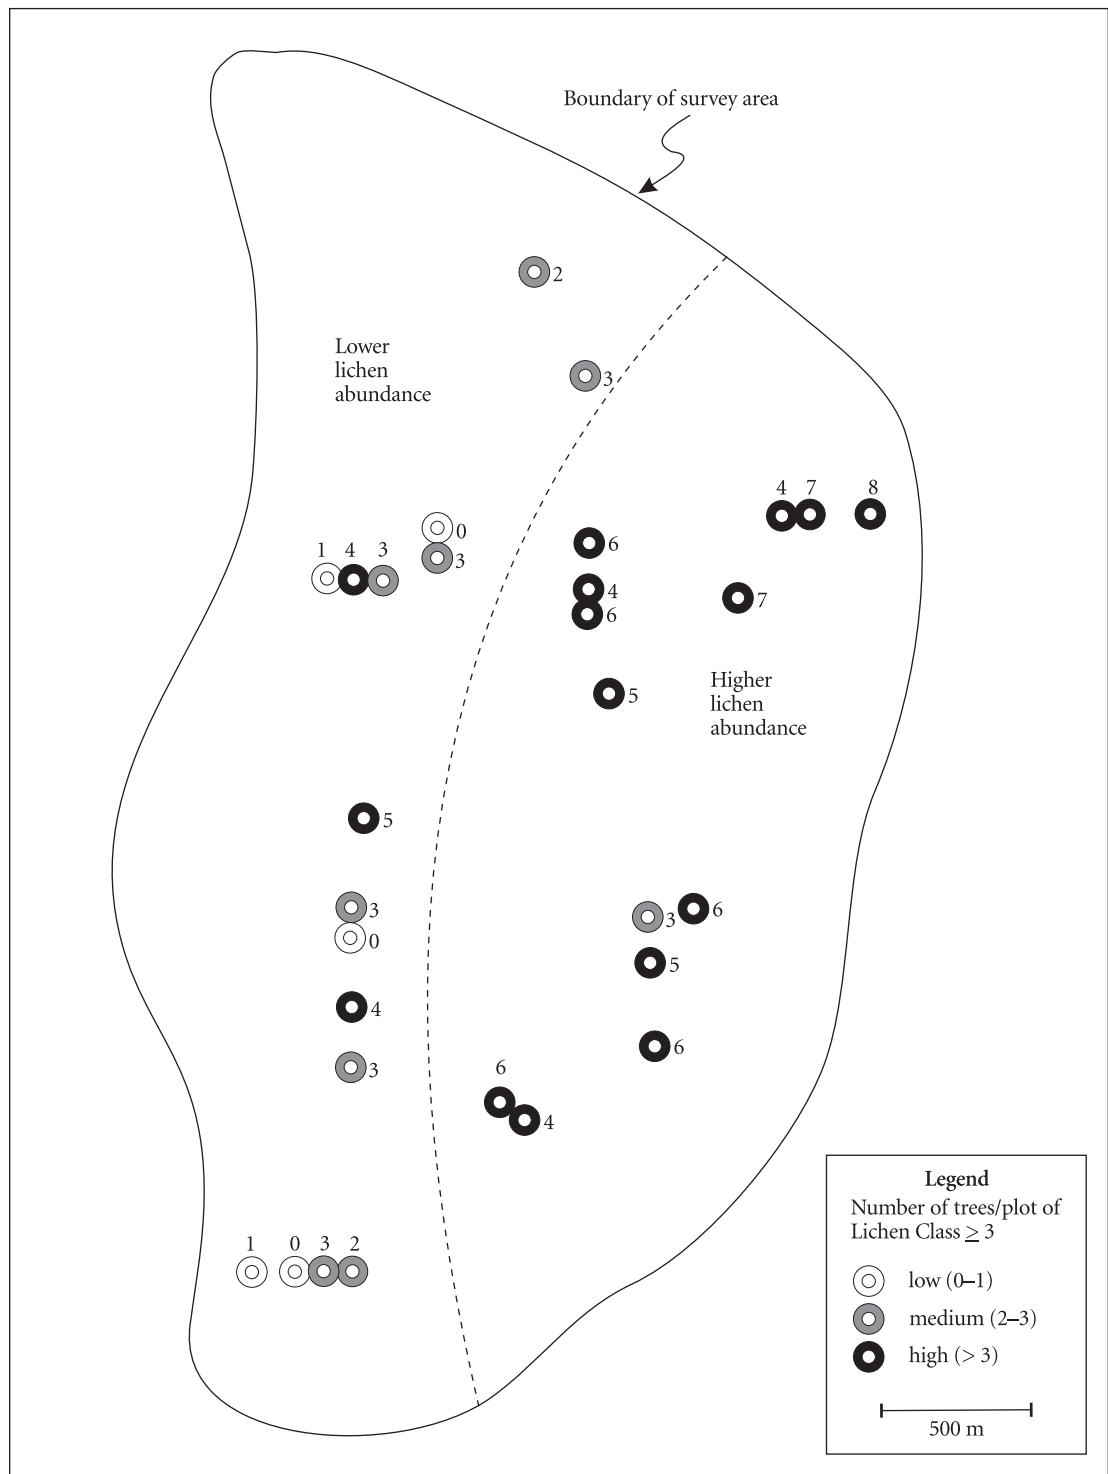 Boundary of survey area
2
Lower
lichen
abundance
3
4 7 8
0
6
1 4 3
3
4
7
6
Higher
lichen
abundance
5
5
3
6
3
0
5
4
6
3
6
4
Legend
Number of trees/plot of
Lichen Class ≥ 3
1 0 3 2
low (0–1)
medium (2–3)
high (> 3)
500 m